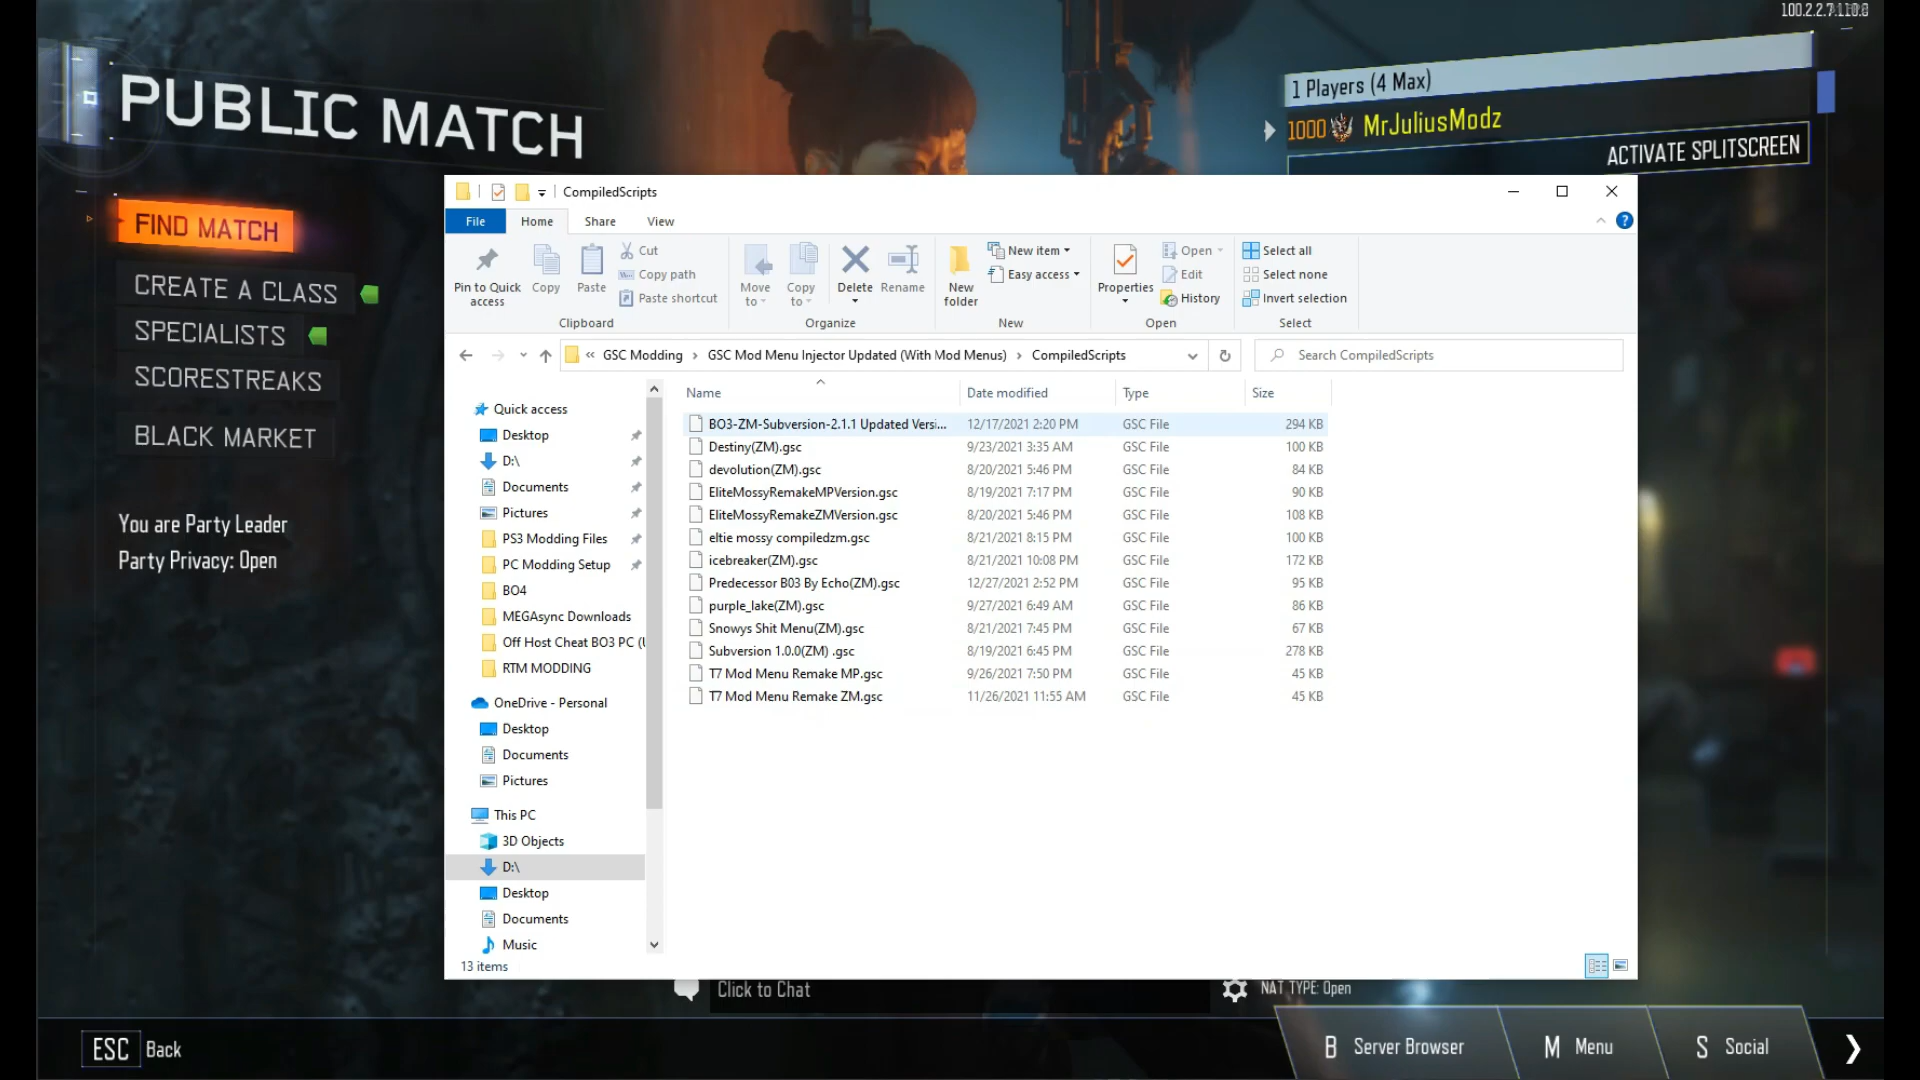 100.2.2.7.110.0
PUBLIC MATCH
1 Players (4 Max)
1000 MrJuliusModz
ACTIVATE SPLITSCREEN
FIND MATCH
CREATE A CLASS
SPECIALISTS
SCORESTREAKS
BLACK MARKET
You are Party Leader
Party Privacy: Open
CompiledScripts
File Home Share View
Pin to Quick access
Copy
Paste
Cut
Copy path
Paste shortcut
Clipboard
Move to
Copy to
Delete
Rename
Organize
New folder
New item
Easy access
New
Properties
Open
Edit
History
Open
Select all
Select none
Invert selection
Select
« GSC Modding › GSC Mod Menu Injector Updated (With Mod Menus) › CompiledScripts
Search CompiledScripts
Quick access
Desktop
D:\
Documents
Pictures
PS3 Modding Files
PC Modding Setup
BO4
MEGAsync Downloads
Off Host Cheat BO3 PC (
RTM MODDING
OneDrive - Personal
Desktop
Documents
Pictures
This PC
3D Objects
D:\
Desktop
Documents
Music
Name Date modified Type Size
BO3-ZM-Subversion-2.1.1 Updated Versi... 12/17/2021 2:20 PM GSC File 294 KB
Destiny(ZM).gsc 9/23/2021 3:35 AM GSC File 100 KB
devolution(ZM).gsc 8/20/2021 5:46 PM GSC File 84 KB
EliteMossyRemakeMPVersion.gsc 8/19/2021 7:17 PM GSC File 90 KB
EliteMossyRemakeZMVersion.gsc 8/20/2021 5:46 PM GSC File 108 KB
eltie mossy compiledzm.gsc 8/21/2021 8:15 PM GSC File 100 KB
icebreaker(ZM).gsc 8/21/2021 10:08 PM GSC File 172 KB
Predecessor B03 By Echo(ZM).gsc 12/27/2021 2:52 PM GSC File 95 KB
purple_lake(ZM).gsc 9/27/2021 6:49 AM GSC File 86 KB
Snowys Shit Menu(ZM).gsc 8/21/2021 7:45 PM GSC File 67 KB
Subversion 1.0.0(ZM) .gsc 8/19/2021 6:45 PM GSC File 278 KB
T7 Mod Menu Remake MP.gsc 9/26/2021 7:50 PM GSC File 45 KB
T7 Mod Menu Remake ZM.gsc 11/26/2021 11:55 AM GSC File 45 KB
13 items
Click to Chat
NAT TYPE: Open
ESC Back
B Server Browser
M Menu
S Social